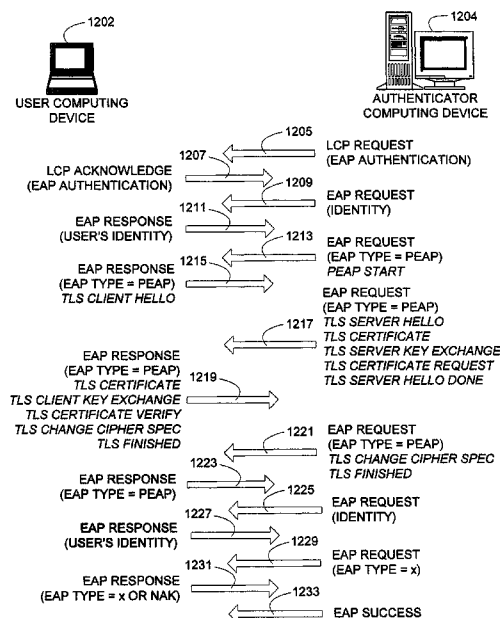 1202
1204
USER COMPUTING
DEVICE
AUTHENTICATOR
COMPUTING DEVICE
1205
LCP REQUEST
(EAP AUTHENTICATION)
1207
LCP ACKNOWLEDGE
(EAP AUTHENTICATION)
1209
EAP REQUEST
(IDENTITY)
1211
EAP RESPONSE
(USER'S IDENTITY)
1213
EAP REQUEST
(EAP TYPE = PEAP)
PEAP START
1215
EAP RESPONSE
(EAP TYPE = PEAP)
TLS CLIENT HELLO
EAP REQUEST
(EAP TYPE = PEAP)
TLS SERVER HELLO
TLS CERTIFICATE
TLS SERVER KEY EXCHANGE
TLS CERTIFICATE REQUEST
TLS SERVER HELLO DONE
1217
EAP RESPONSE
(EAP TYPE = PEAP)
TLS CERTIFICATE
TLS CLIENT KEY EXCHANGE
TLS CERTIFICATE VERIFY
TLS CHANGE CIPHER SPEC
TLS FINISHED
1219
1221
EAP REQUEST
(EAP TYPE = PEAP)
TLS CHANGE CIPHER SPEC
TLS FINISHED
1223
EAP RESPONSE
(EAP TYPE = PEAP)
1225
EAP REQUEST
(IDENTITY)
1227
EAP RESPONSE
(USER'S IDENTITY)
1229
EAP REQUEST
(EAP TYPE = x)
1231
EAP RESPONSE
(EAP TYPE = x OR NAK)
1233
EAP SUCCESS